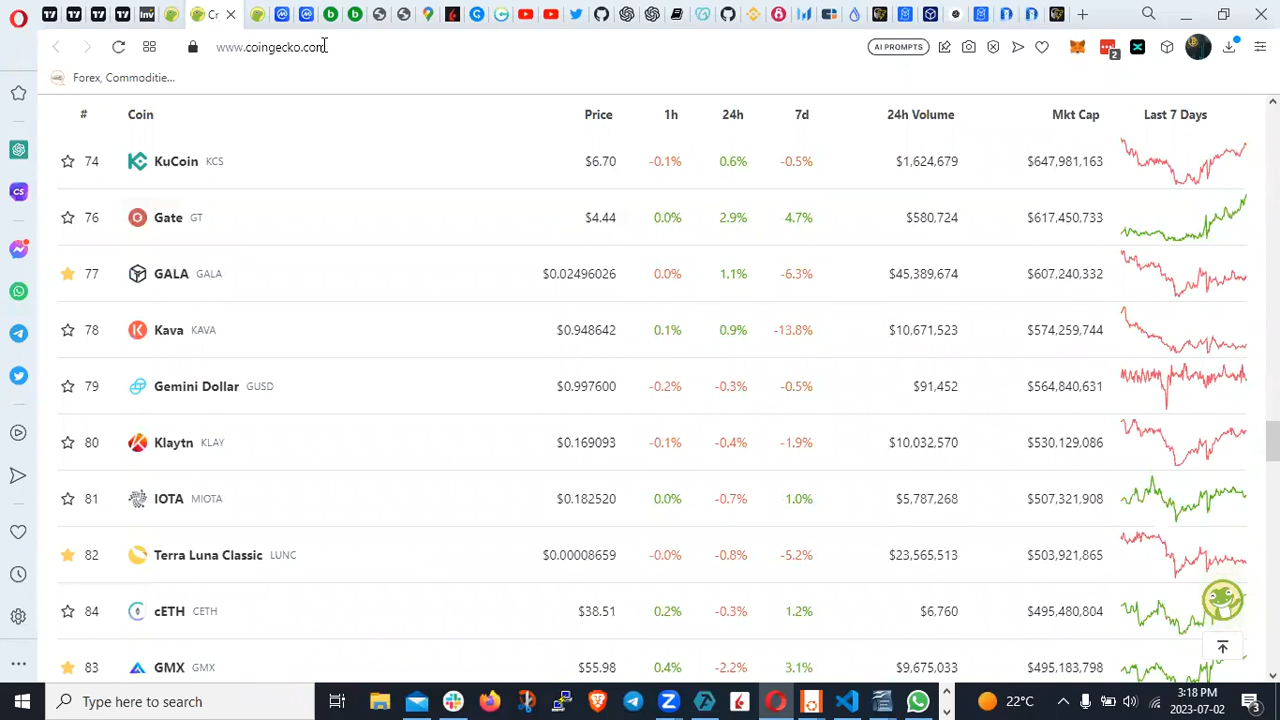 Cr
www.coingecko.com
AI PROMPTS
2
Forex, Commoditie...
# Coin Price 1h 24h 7d 24h Volume Mkt Cap Last 7 Days
74 KuCoin KCS $6.70 -0.1% 0.6% -0.5% $1,624,679 $647,981,163
76 Gate GT $4.44 0.0% 2.9% 4.7% $580,724 $617,450,733
77 GALA GALA $0.02496026 0.0% 1.1% -6.3% $45,389,674 $607,240,332
78 Kava KAVA $0.948642 0.1% 0.9% -13.8% $10,671,523 $574,259,744
79 Gemini Dollar GUSD $0.997600 -0.2% -0.3% -0.5% $91,452 $564,840,631
80 Klaytn KLAY $0.169093 -0.1% -0.4% -1.9% $10,032,570 $530,129,086
81 IOTA MIOTA $0.182520 0.0% -0.7% 1.0% $5,787,268 $507,321,908
82 Terra Luna Classic LUNC $0.00008659 -0.0% -0.8% -5.2% $23,565,513 $503,921,865
84 cETH CETH $38.51 0.2% -0.3% 1.2% $6,760 $495,480,804
83 GMX GMX $55.98 0.4% -2.2% 3.1% $9,675,033 $495,183,798
Type here to search
22°C
3:18 PM
2023-07-02
3